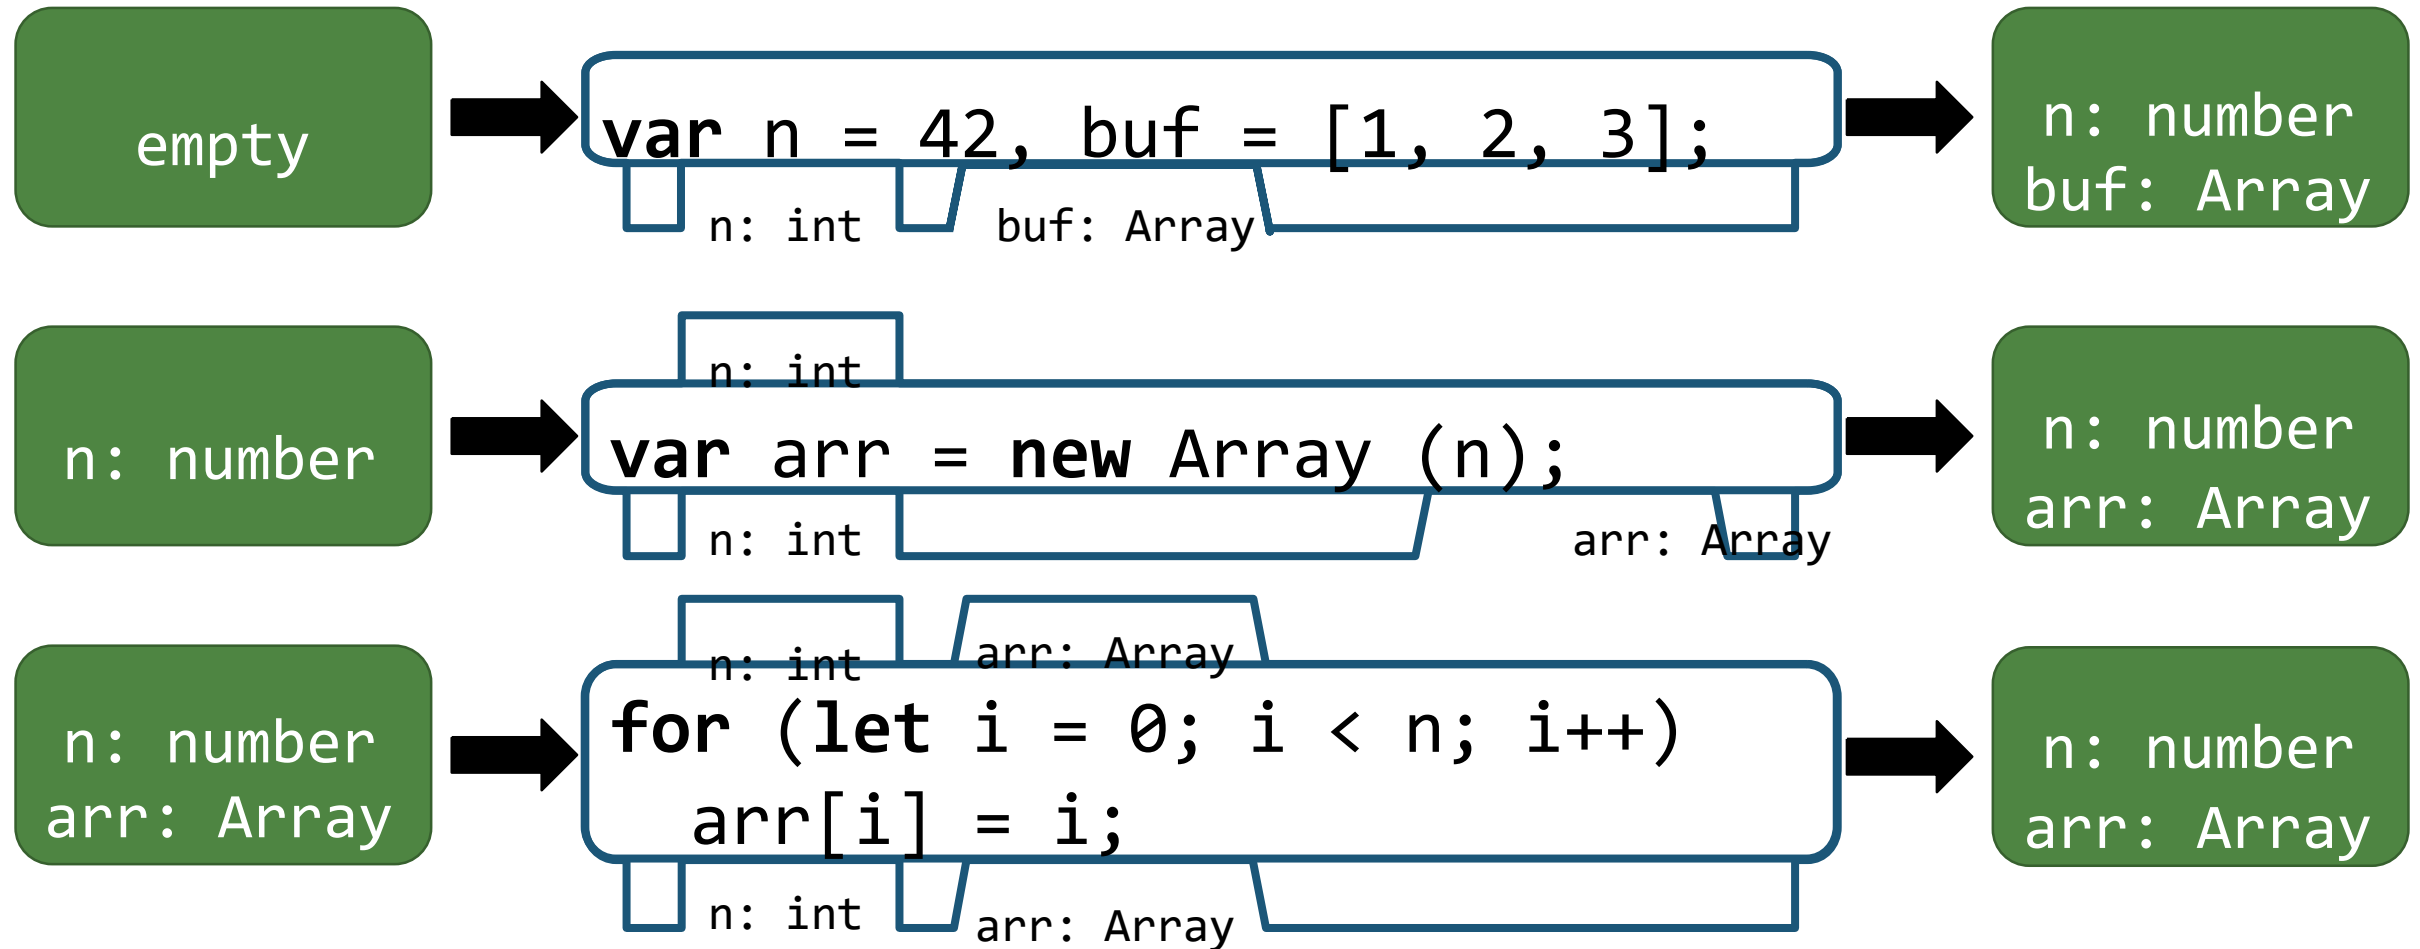 empty
var n = 42, buf = [1, 2, 3];
n: int
buf: Array
n: number
buf: Array
n: number
n: int
var arr = new Array (n);
n: int
arr: Array
n: number
arr: Array
n: number
arr: Array
n: int
arr: Array
for (let i = 0; i < n; i++)
arr[i] = i;
n: int
arr: Array
n: number
arr: Array